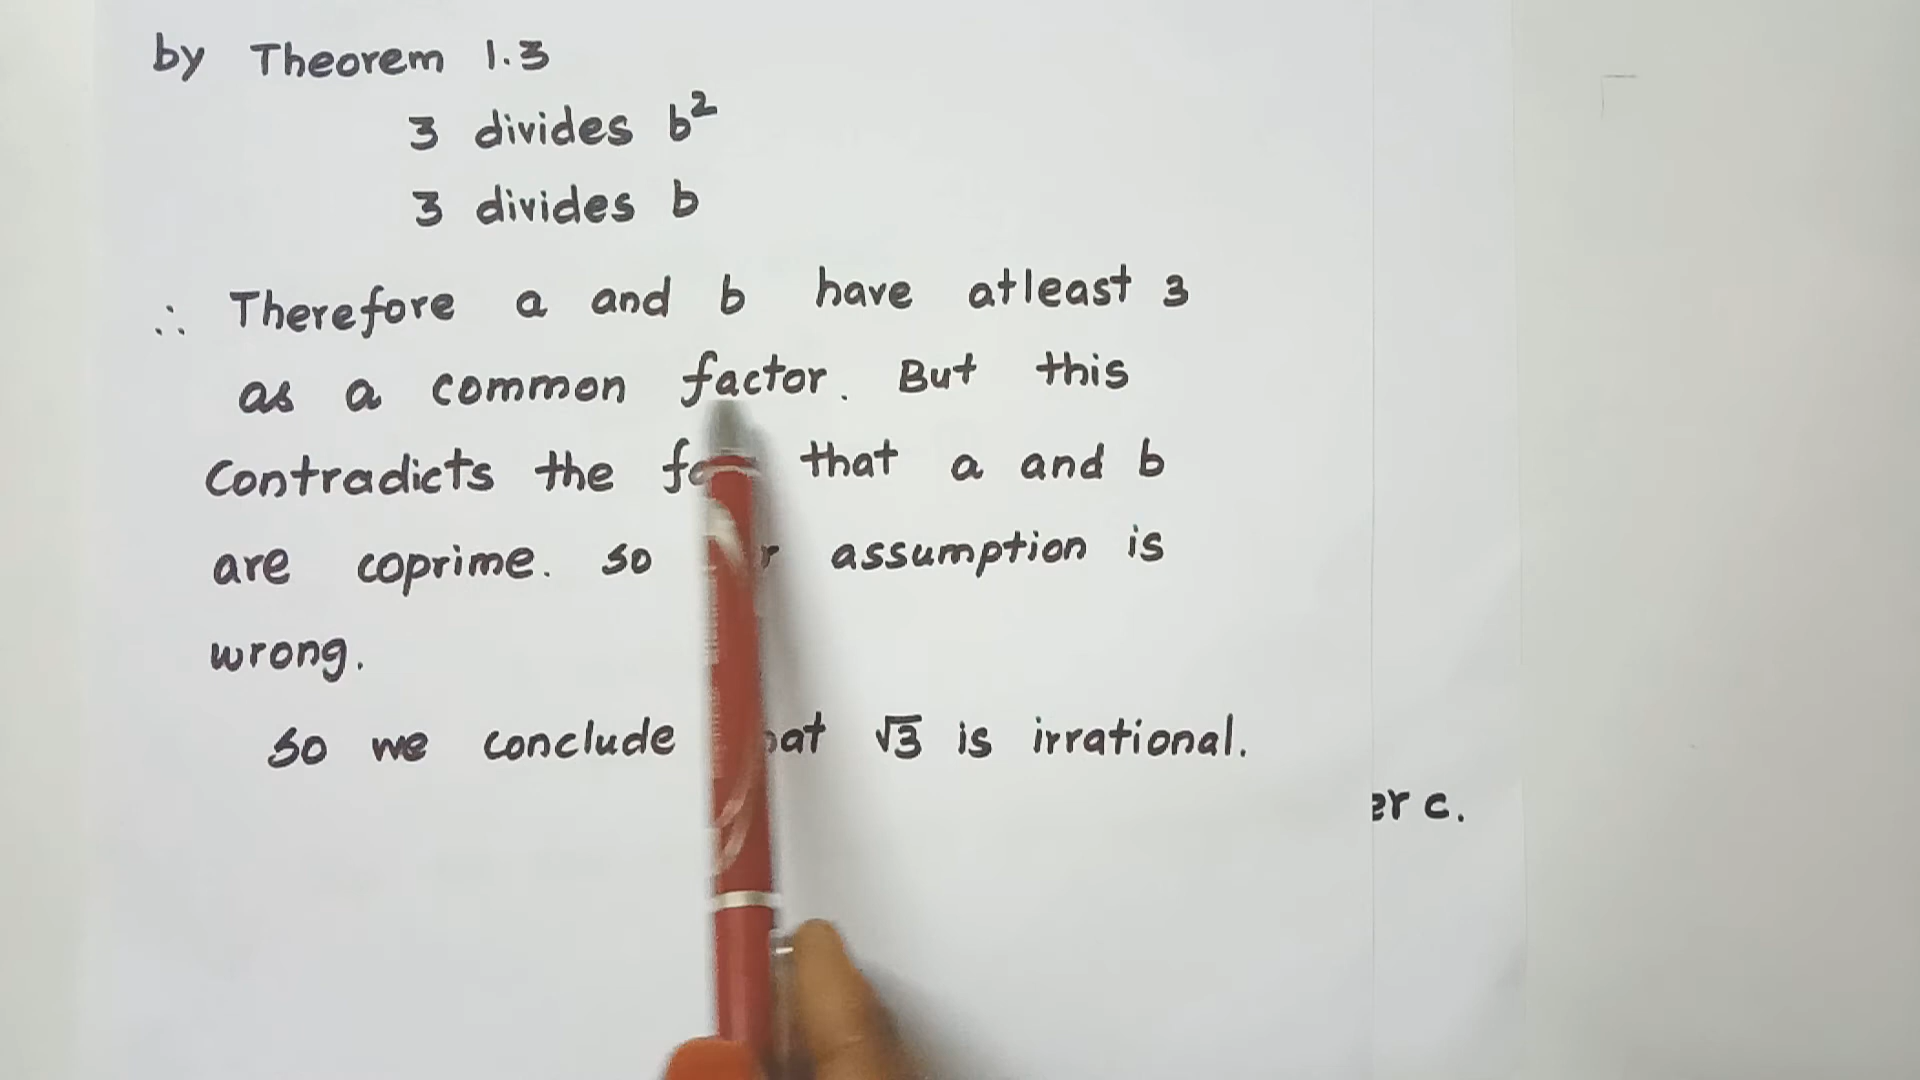 by Theorem 1.3
3 divides b²
3 divides b
∴ Therefore a and b have atleast 3
as a common factor. But this
Contradicts the that a and b
are coprime. so assumption is
wrong.
so we conclude √3 is irrational.
c.